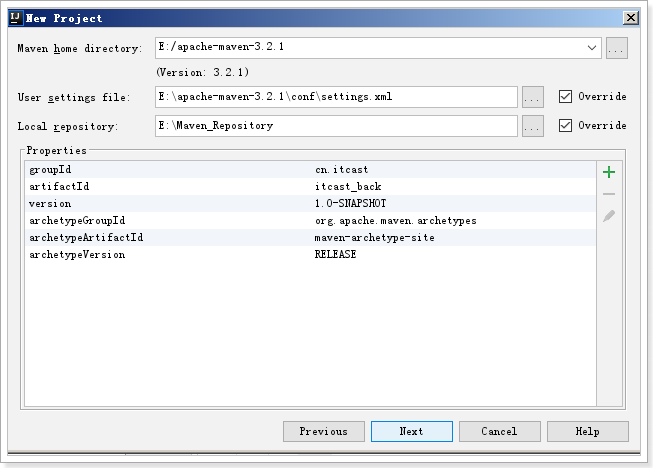 New Project
Maven home directory: E:/apache-maven-3.2.1 ...
(Version: 3.2.1)
User settings file: E:\apache-maven-3.2.1\conf\settings.xml ... Override
Local repository: E:\Maven_Repository ... Override
Properties
groupId cn.itcast
artifactId itcast_back
version 1.0-SNAPSHOT
archetypeGroupId org.apache.maven.archetypes
archetypeArtifactId maven-archetype-site
archetypeVersion RELEASE
Previous Next Cancel Help